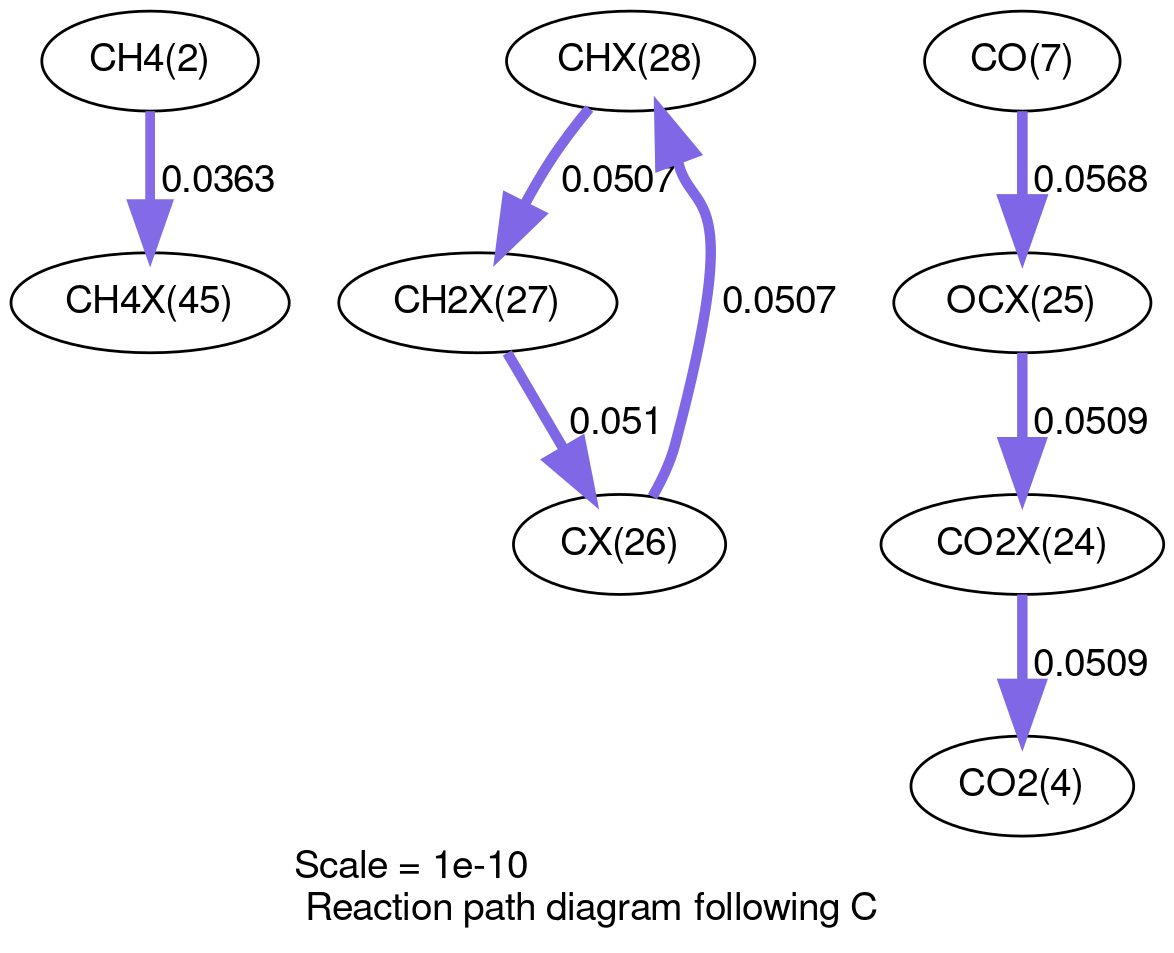 CH4(2)
CHX(28)
CO(7)
0.0363
0.0507
0.0568
CH4X(45)
CH2X(27)
0.0507
OCX(25)
0.051
0.0509
CX(26)
CO2X(24)
0.0509
CO2(4)
Scale = 1e-10
Reaction path diagram following C